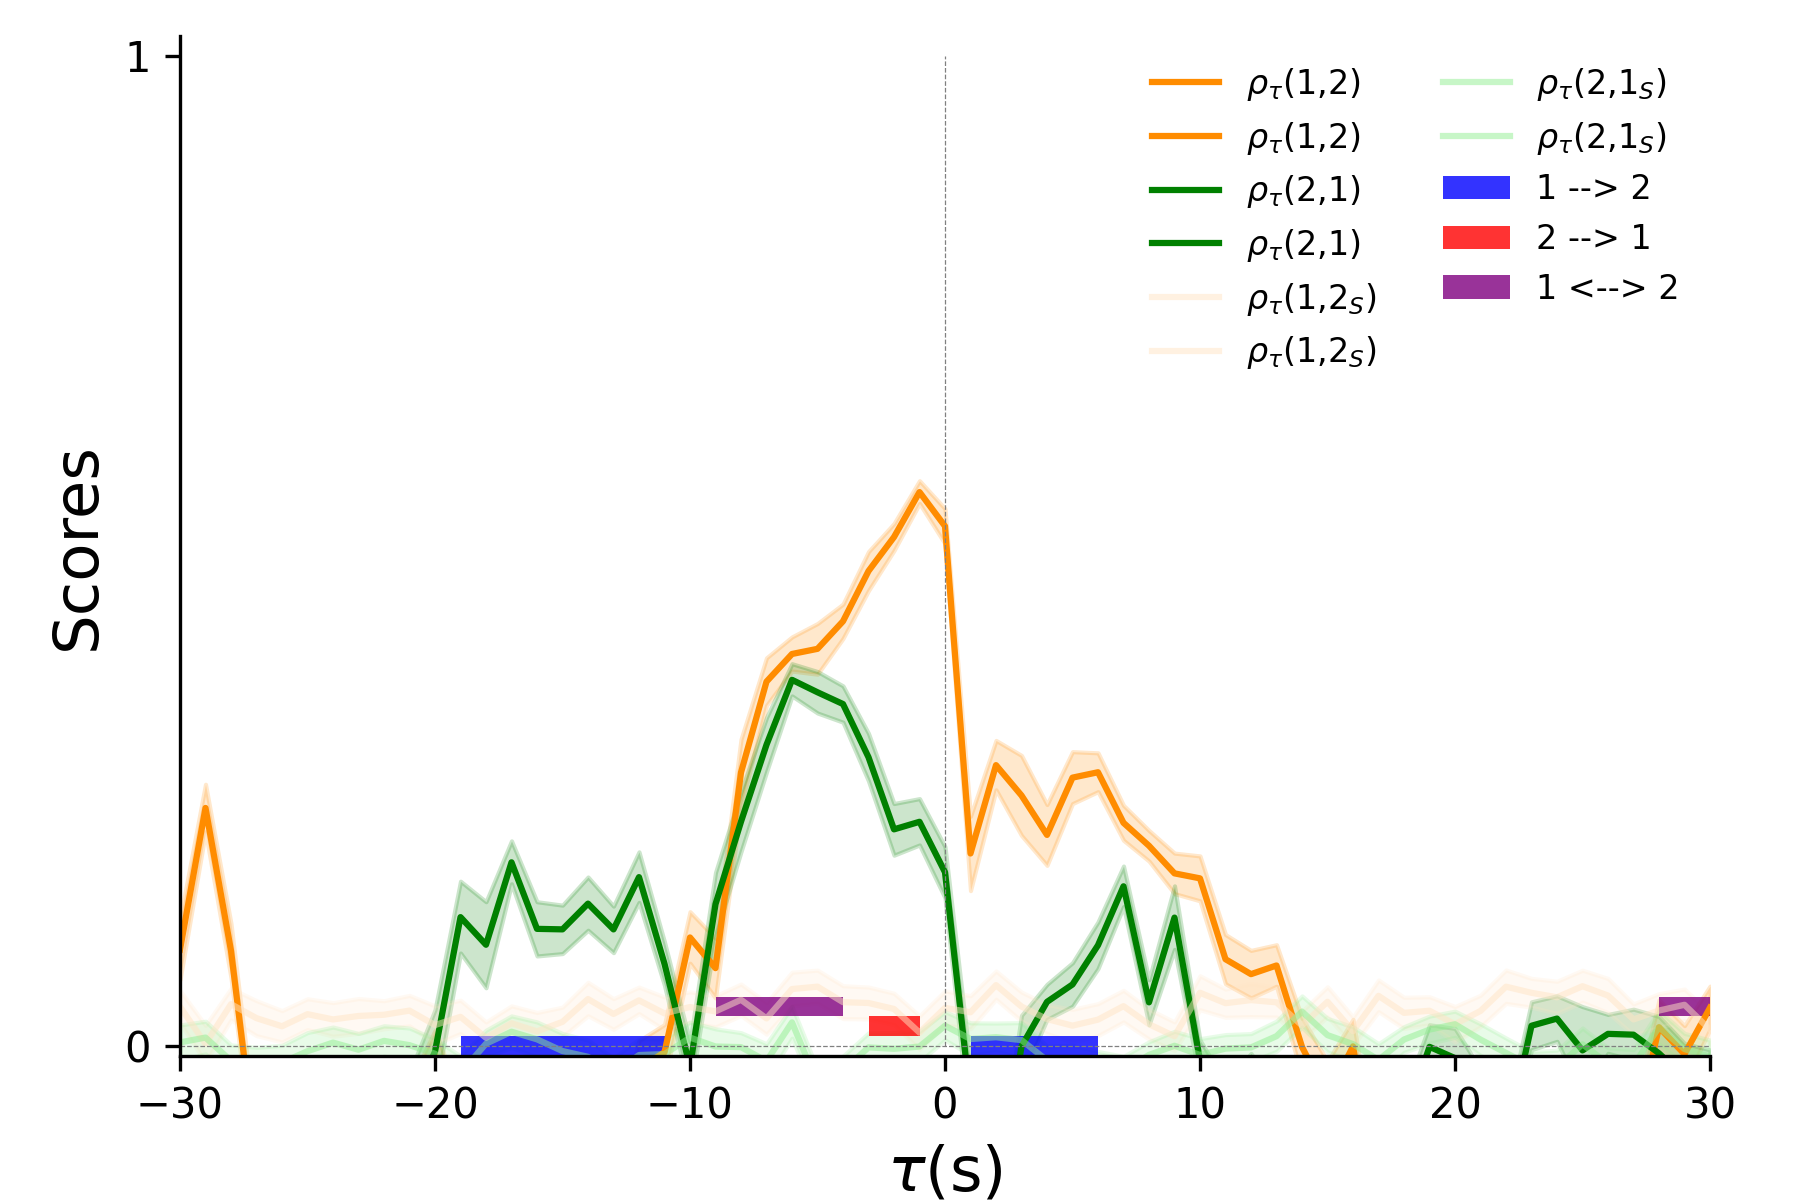 Scores
1
0
ρτ(1,2)
ρτ(1,2)
ρτ(2,1)
ρτ(2,1)
ρτ(1,2S)
ρτ(1,2S)
ρτ(2,1S)
ρτ(2,1S)
1 --> 2
2 --> 1
1 <--> 2
−30 −20 −10 0 10 20 30
τ(s)